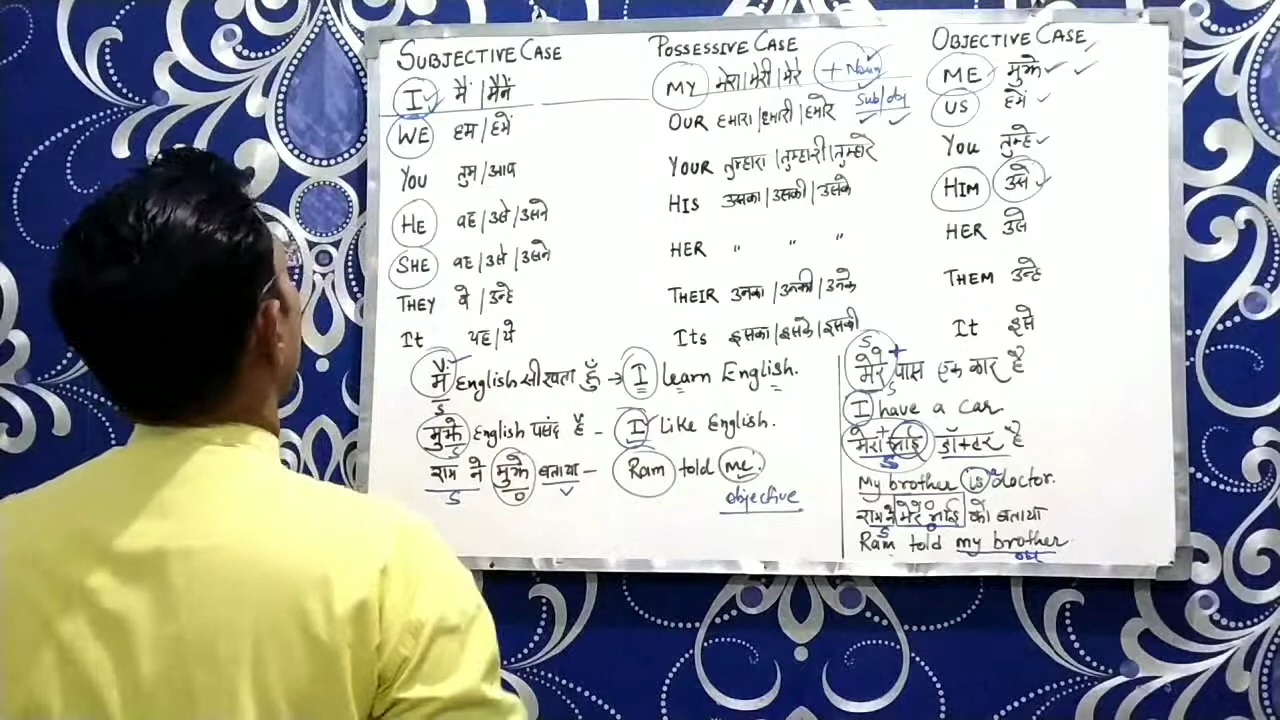 SUBJECTIVE CASE POSSESSIVE CASE OBJECTIVE CASE
I मैं/मैंने MY मेरा/मेरी/मेरे + Noun ME मुझे
WE हम/हमें OUR हमारा/हमारी/हमारे Sub/obj US हमें
You तुम/आप YOUR तुम्हारा/तुम्हारी/तुम्हारे You तुम्हे
HE वह/उसे/उसने HIS उसका/उसकी/उसके HIM उसे
SHE वह/उसे/उसने HER " " " HER उसे
THEY वे/उन्हे THEIR उनका/उनकी/उनके THEM उन्हे
It यह/ये Its इसका/इसके/इसकी It इसे
मैं English सीखता हूँ → I learn English.
S
मुझे English पसंद है - I Like English.
S
राम ने मुझे बताया - Ram told me.
S O V objective
S
मेरे पास एक कार है
S
I have a car
मेरा भाई डॉक्टर है
S
My brother is doctor.
राम ने मेरे भाई को बताया
S O
Ram told my brother
obj